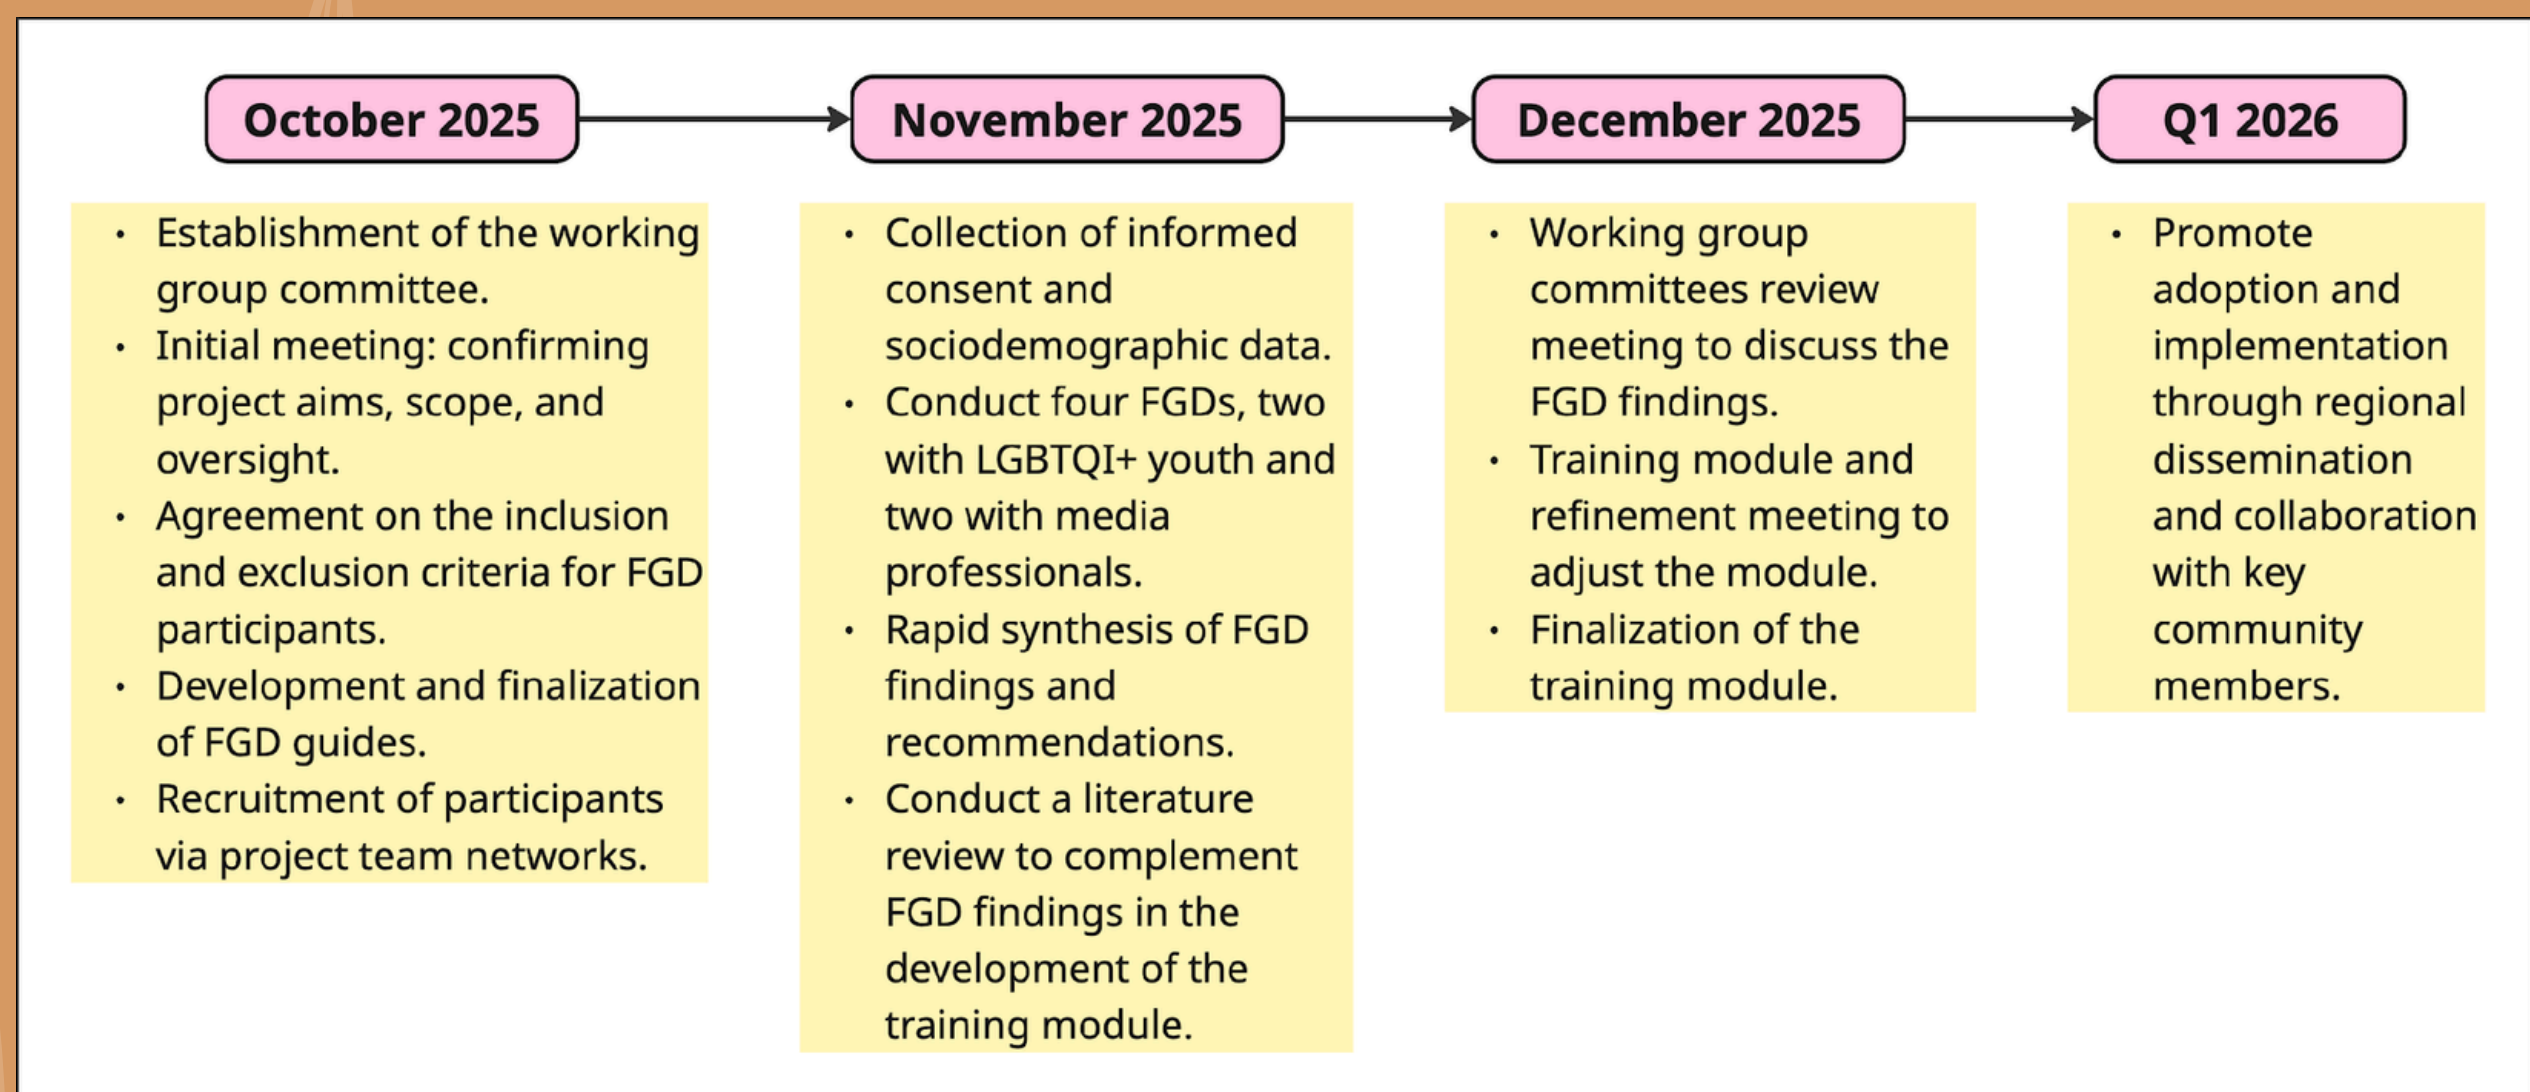 October 2025
November 2025
December 2025
Q1 2026
· Establishment of the working
group committee.
· Initial meeting: confirming
project aims, scope, and
oversight.
· Agreement on the inclusion
and exclusion criteria for FGD
participants.
· Development and finalization
of FGD guides.
· Recruitment of participants
via project team networks.
· Collection of informed
consent and
sociodemographic data.
· Conduct four FGDs, two
with LGBTQI+ youth and
two with media
professionals.
· Rapid synthesis of FGD
findings and
recommendations.
· Conduct a literature
review to complement
FGD findings in the
development of the
training module.
· Working group
committees review
meeting to discuss the
FGD findings.
· Training module and
refinement meeting to
adjust the module.
· Finalization of the
training module.
· Promote
adoption and
implementation
through regional
dissemination
and collaboration
with key
community
members.